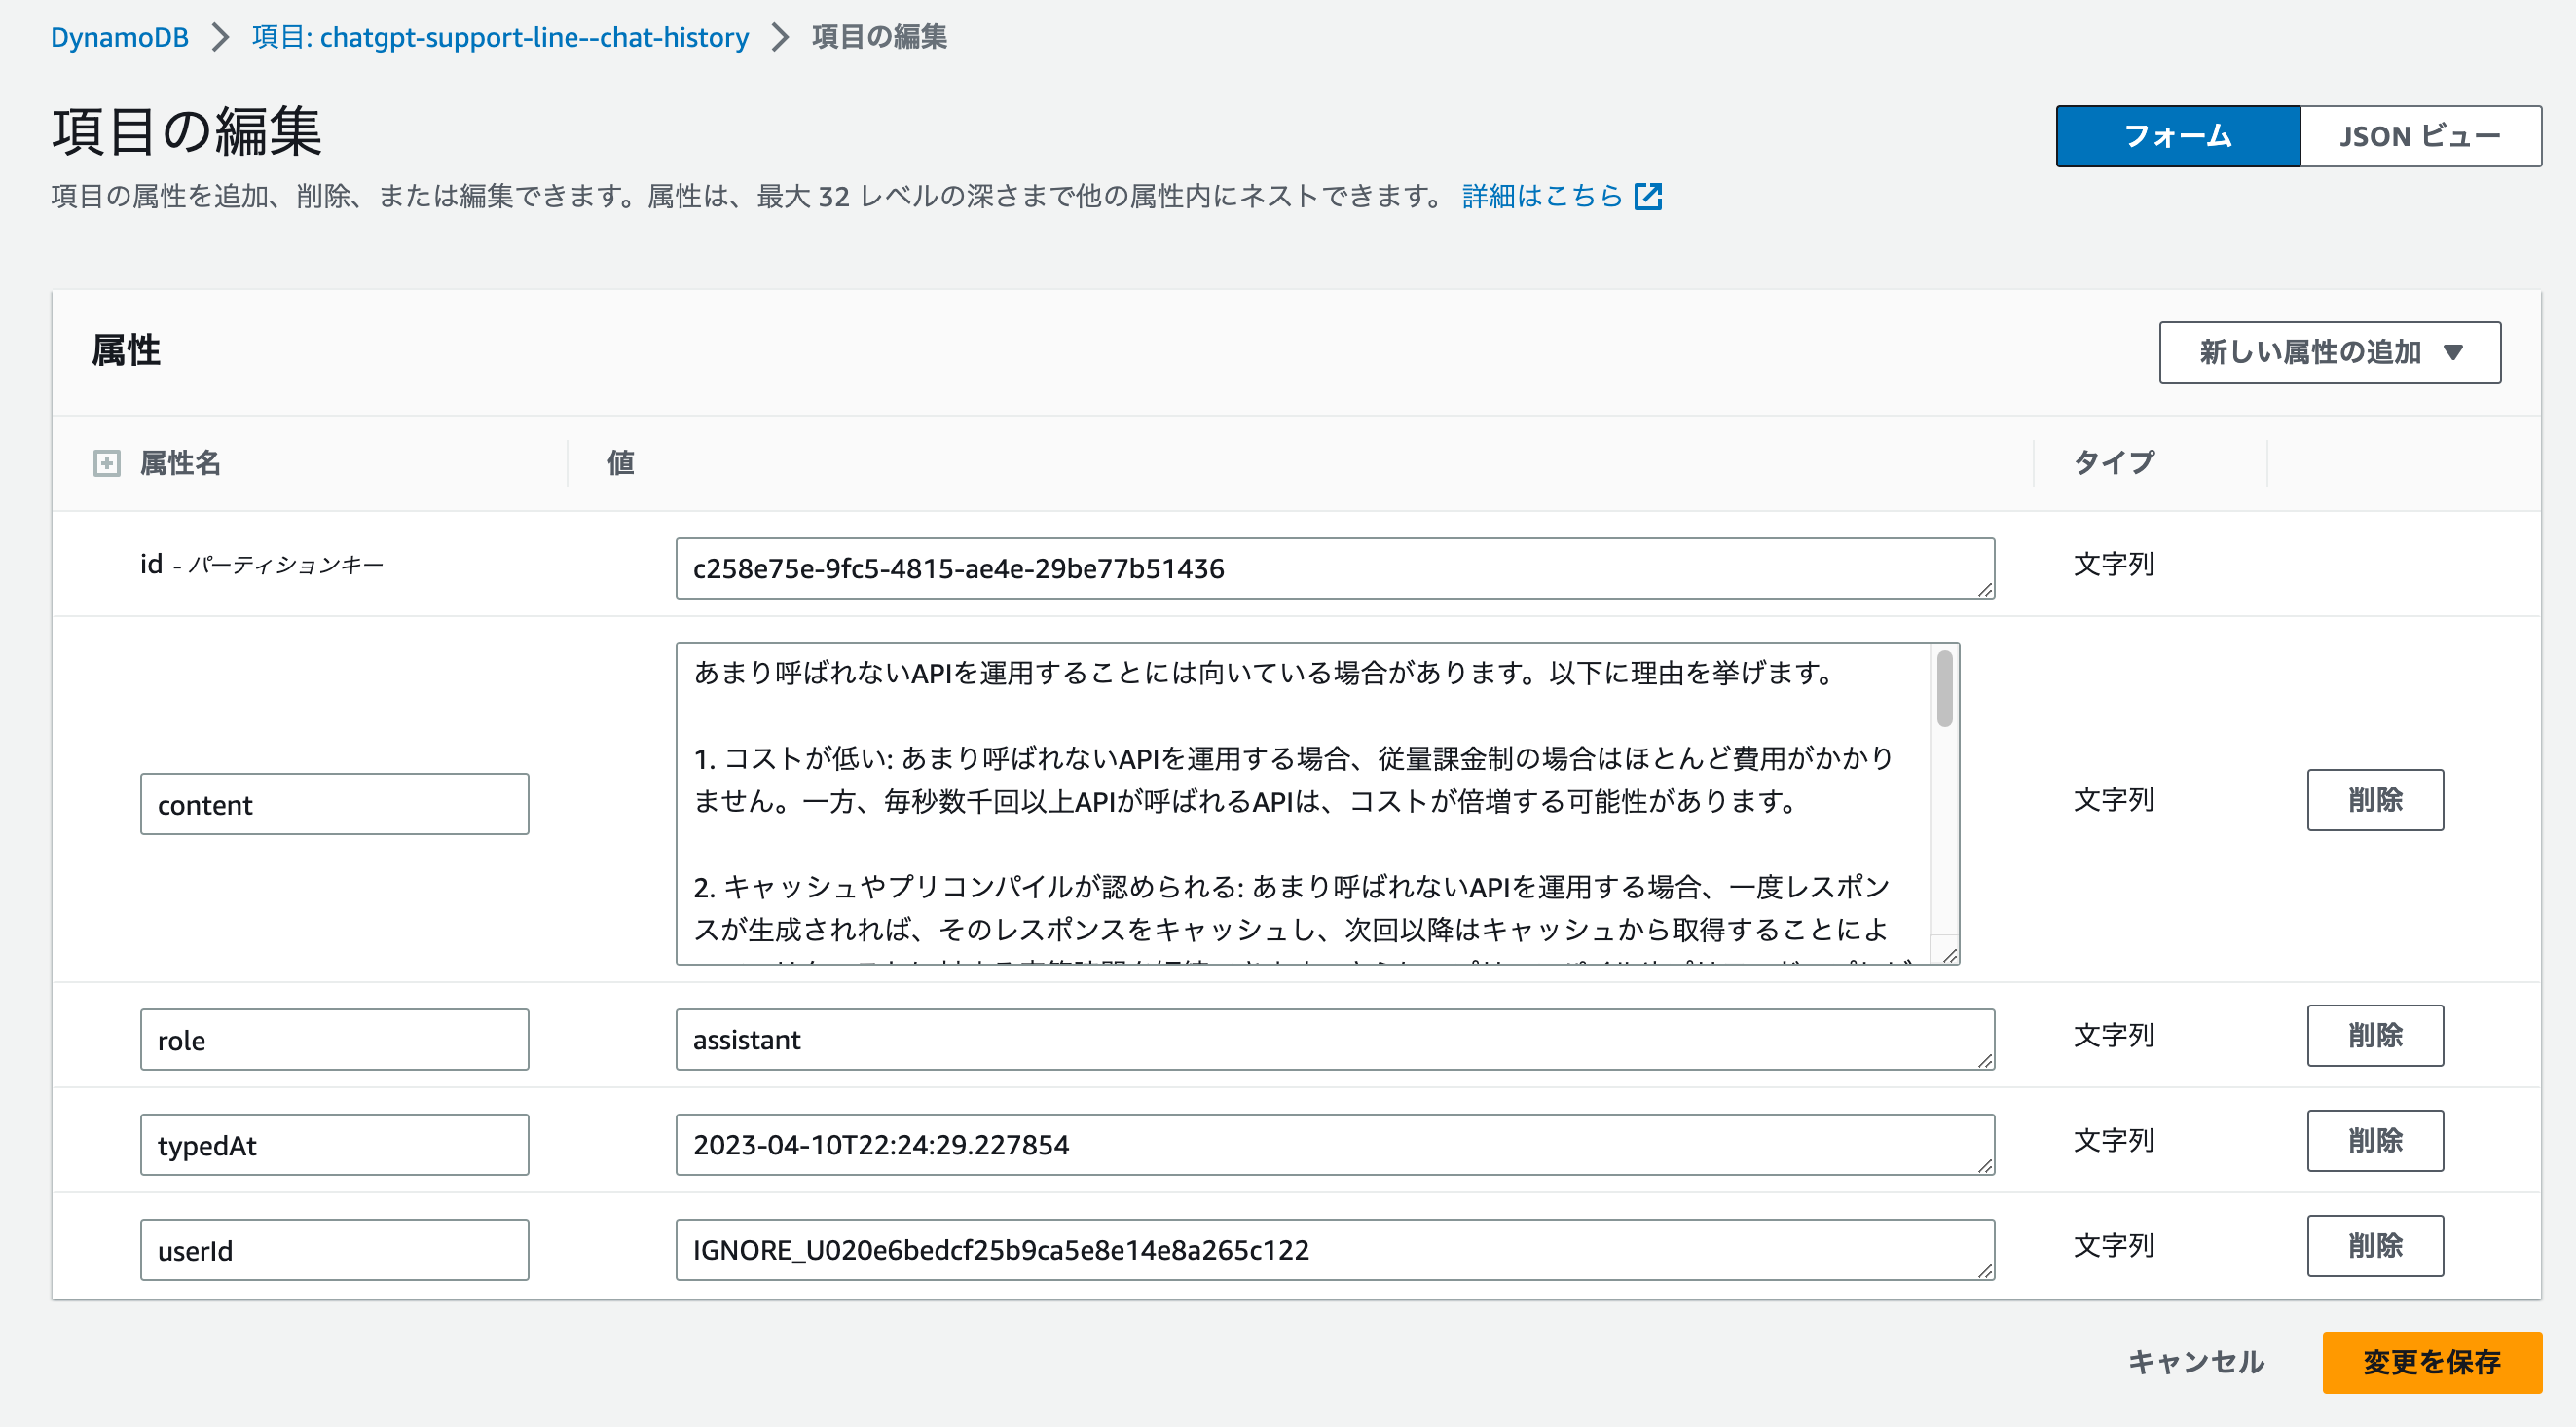 DynamoDB > 項目: chatgpt-support-line--chat-history > 項目の編集
項目の編集
フォーム JSON ビュー
項目の属性を追加、削除、または編集できます。属性は、最大 32 レベルの深さまで他の属性内にネストできます。 詳細はこちら
属性
新しい属性の追加
属性名 値 タイプ
id - パーティションキー c258e75e-9fc5-4815-ae4e-29be77b51436 文字列
あまり呼ばれないAPIを運用することには向いている場合があります。以下に理由を挙げます。
1. コストが低い: あまり呼ばれないAPIを運用する場合、従量課金制の場合はほとんど費用がかかり
ません。一方、毎秒数千回以上APIが呼ばれるAPIは、コストが倍増する可能性があります。
content 文字列 削除
2. キャッシュやプリコンパイルが認められる: あまり呼ばれないAPIを運用する場合、一度レスポン
スが生成されれば、そのレスポンスをキャッシュし、次回以降はキャッシュから取得することによ
role assistant 文字列 削除
typedAt 2023-04-10T22:24:29.227854 文字列 削除
userId IGNORE_U020e6bedcf25b9ca5e8e14e8a265c122 文字列 削除
キャンセル 変更を保存